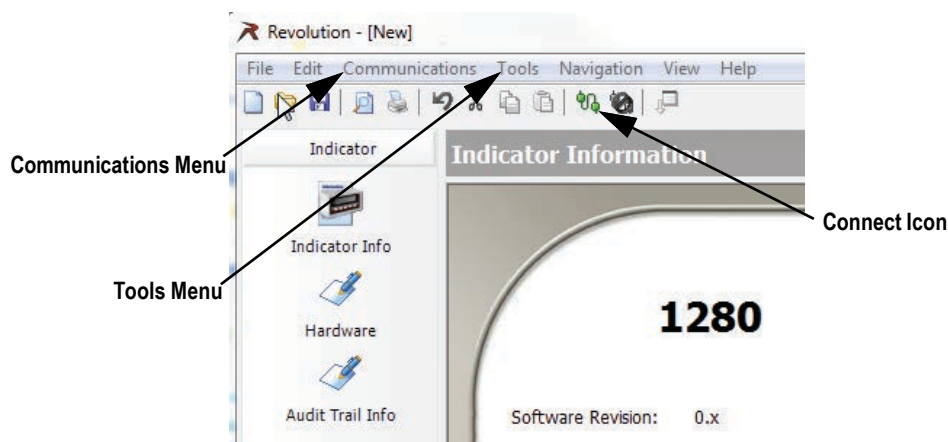 Revolution - [New]
File Edit Communications Tools Navigation View Help
Communications Menu
Indicator
Indicator Information
Connect Icon
Indicator Info
Tools Menu
1280
Hardware
Audit Trail Info
Software Revision: 0.x